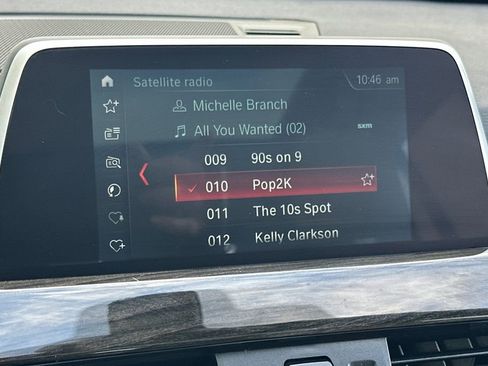 Satellite radio 10:46 am
Michelle Branch
All You Wanted (02) sxm
009 90s on 9
010 Pop2K
011 The 10s Spot
012 Kelly Clarkson